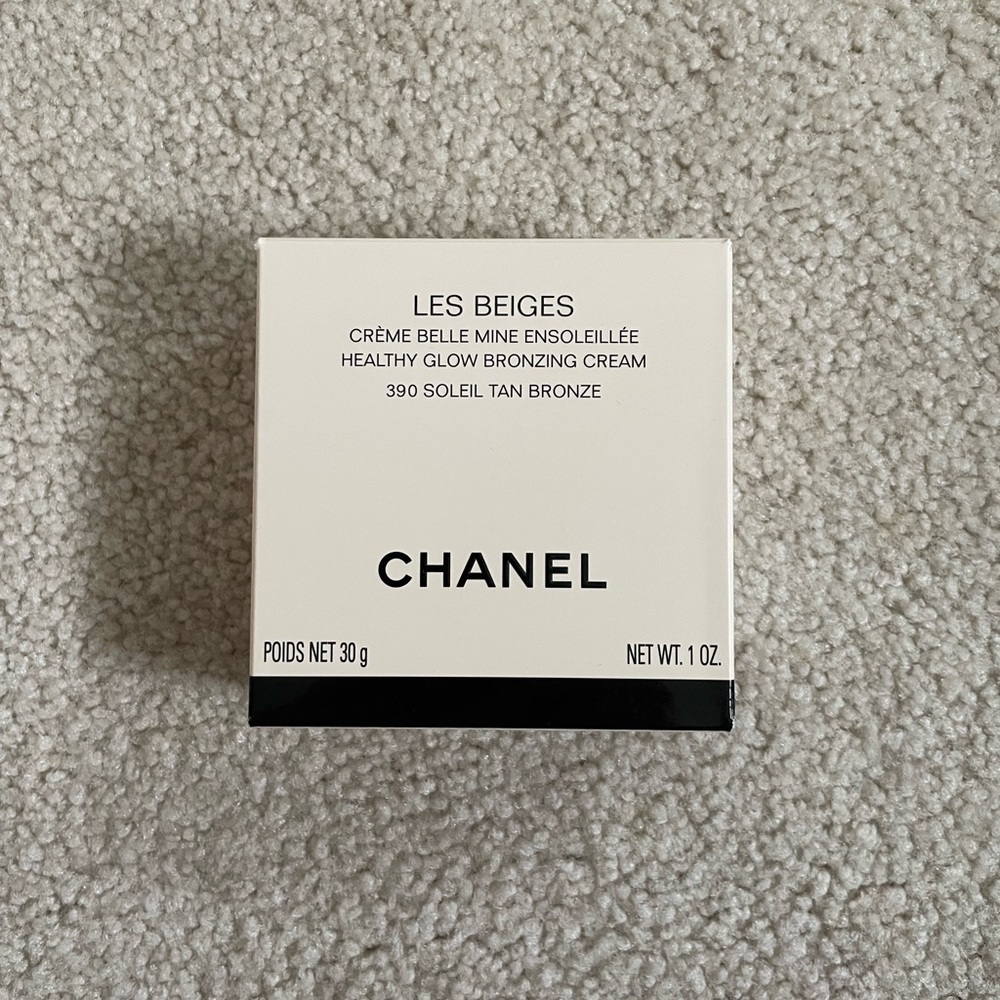 LES BEIGES
CRÈME BELLE MINE ENSOLEILLÉE
HEALTHY GLOW BRONZING CREAM
390 SOLEIL TAN BRONZE
CHANEL
POIDS NET 30 g NET WT. 1 OZ.